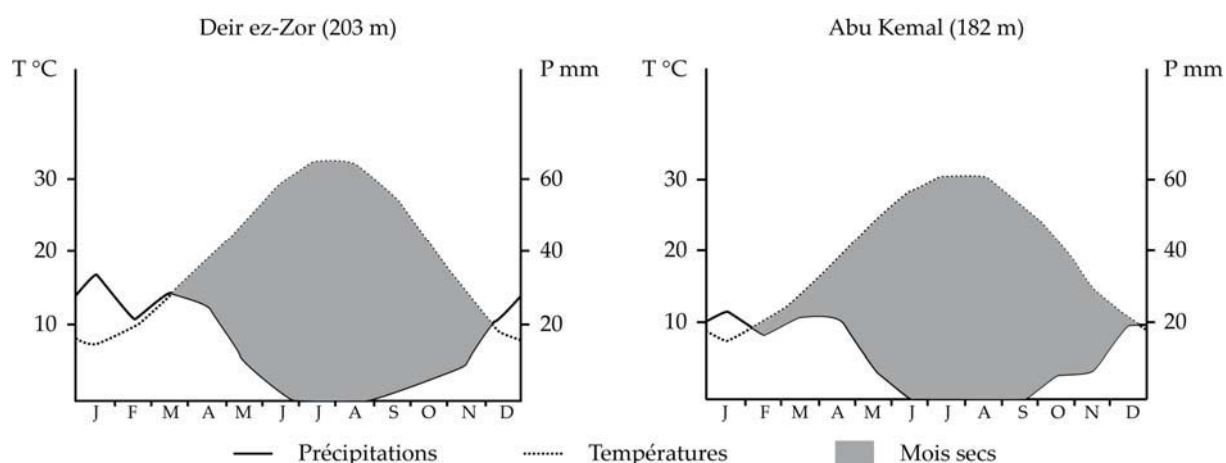 Deir ez-Zor (203 m)
T °C
P mm
30
20
10
60
40
20
J F M A M J J A S O N D
Abu Kemal (182 m)
T °C
P mm
30
20
10
60
40
20
J F M A M J J A S O N D
Précipitations
Températures
Mois secs